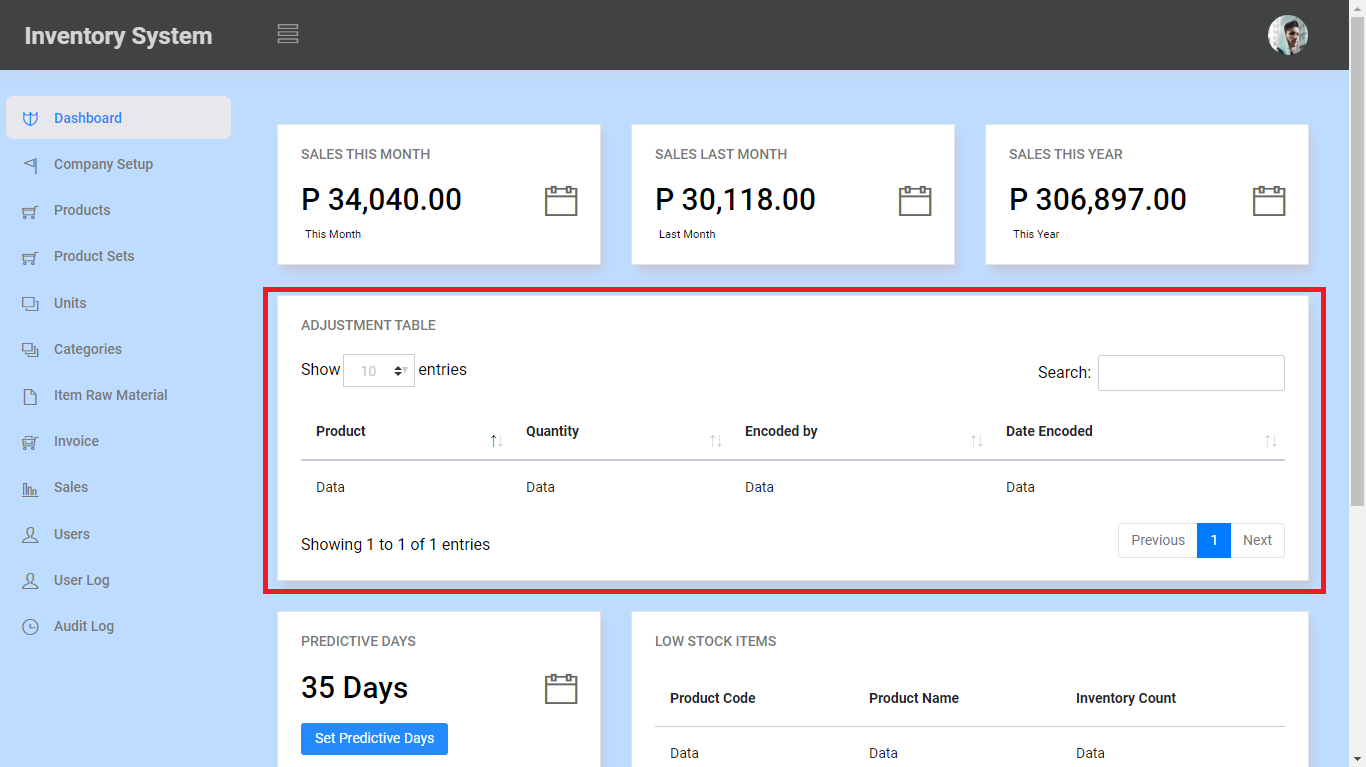 Inventory System
Dashboard
Company Setup
Products
Product Sets
Units
Categories
Item Raw Material
Invoice
Sales
Users
User Log
Audit Log
SALES THIS MONTH
P 34,040.00
This Month
SALES LAST MONTH
P 30,118.00
Last Month
SALES THIS YEAR
P 306,897.00
This Year
ADJUSTMENT TABLE
Show 10 entries
Search:
Product Quantity Encoded by Date Encoded
Data Data Data Data
Showing 1 to 1 of 1 entries
Previous 1 Next
PREDICTIVE DAYS
35 Days
Set Predictive Days
LOW STOCK ITEMS
Product Code Product Name Inventory Count
Data Data Data